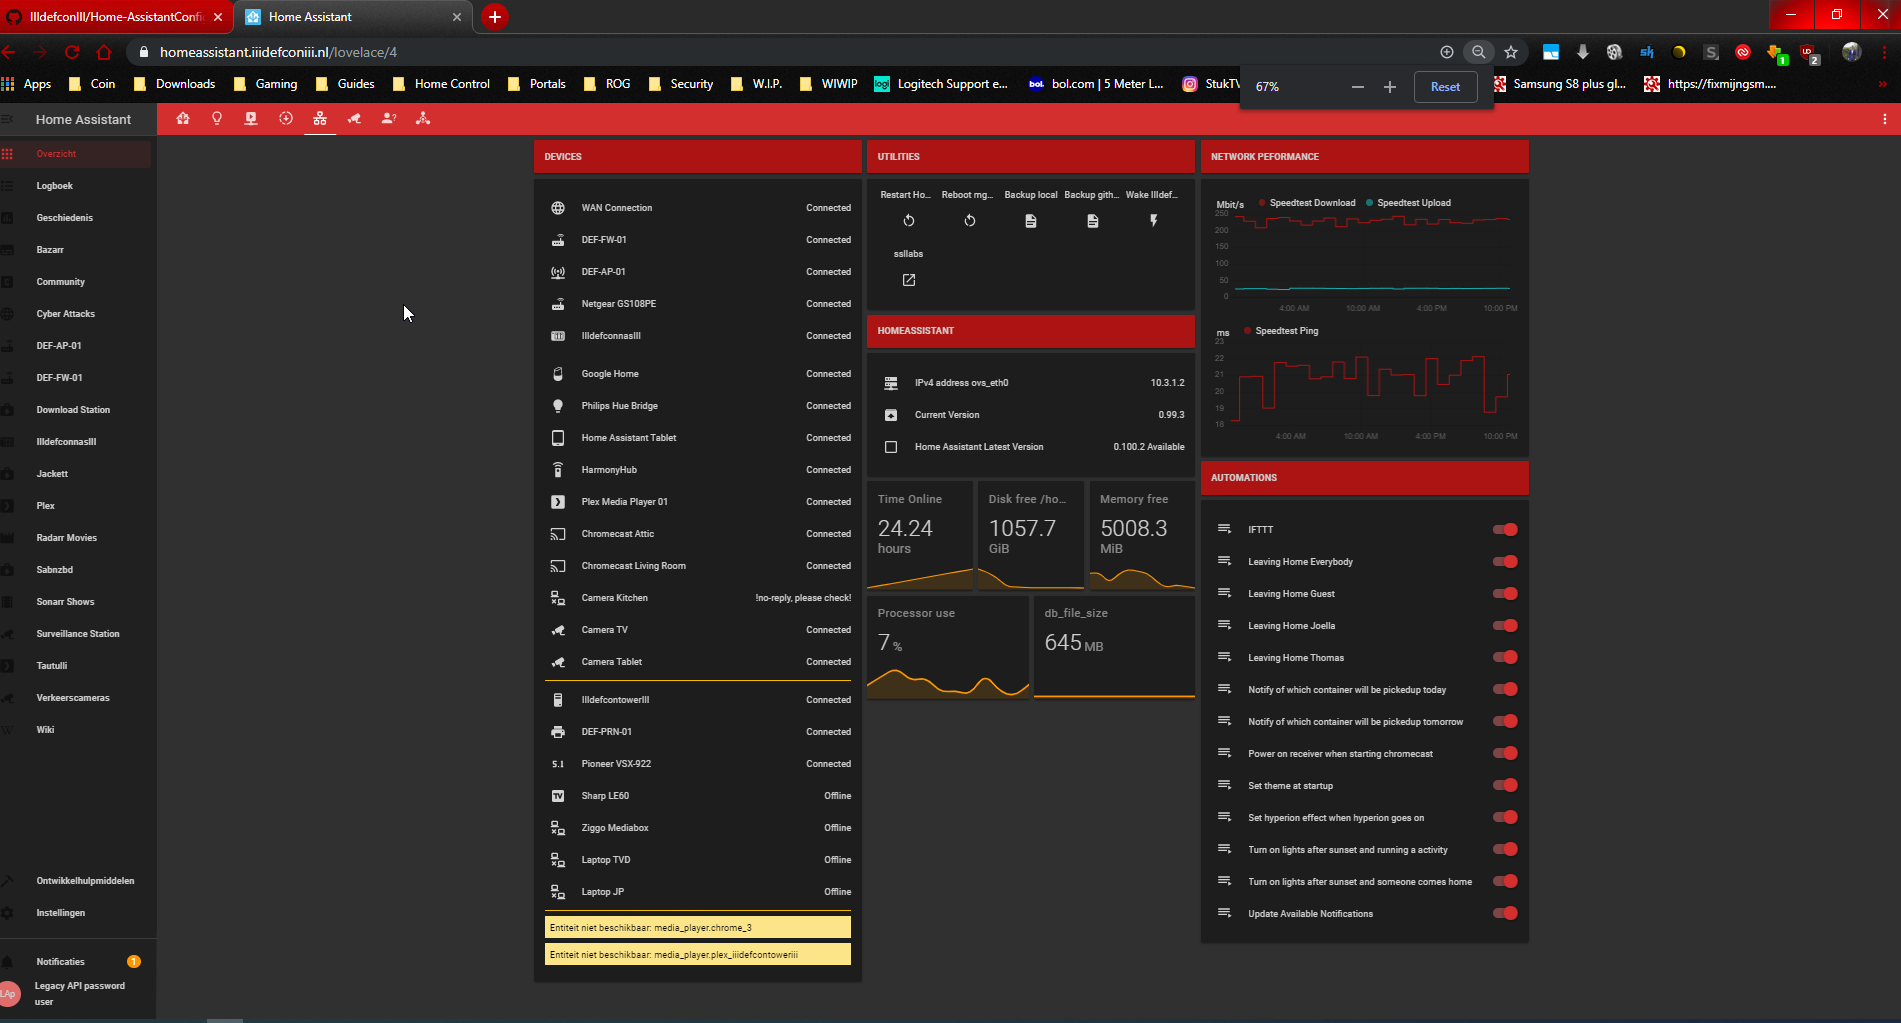 IIIdefconIII/Home-AssistantConfi
Home Assistant
homeassistant.iiidefconiii.nl/lovelace/4
Apps
Coin
Downloads
Gaming
Guides
Home Control
Portals
ROG
Security
W.I.P.
WIWIP
Logitech Support e...
bol.com | 5 Meter L...
StukTV
67%
Reset
Samsung S8 plus gl...
https://fixmijngsm....
Home Assistant
Overzicht
Logboek
Geschiedenis
Bazarr
Community
Cyber Attacks
DEF-AP-01
DEF-FW-01
Download Station
IIIdefconnasIII
Jackett
Plex
Radarr Movies
Sabnzbd
Sonarr Shows
Surveillance Station
Tautulli
Verkeerscameras
Wiki
Ontwikkelhulpmiddelen
Instellingen
Notificaties 1
LAp
Legacy API password
user
DEVICES
WAN Connection Connected
DEF-FW-01 Connected
DEF-AP-01 Connected
Netgear GS108PE Connected
IIIdefconnasIII Connected
Google Home Connected
Philips Hue Bridge Connected
Home Assistant Tablet Connected
HarmonyHub Connected
Plex Media Player 01 Connected
Chromecast Attic Connected
Chromecast Living Room Connected
Camera Kitchen !no-reply, please check!
Camera TV Connected
Camera Tablet Connected
IIIdefcontowerIII Connected
DEF-PRN-01 Connected
5.1 Pioneer VSX-922 Connected
Sharp LE60 Offline
Ziggo Mediabox Offline
Laptop TVD Offline
Laptop JP Offline
Entiteit niet beschikbaar: media_player.chrome_3
Entiteit niet beschikbaar: media_player.plex_iiidefcontoweriii
UTILITIES
Restart Ho... Reboot mg... Backup local Backup gith... Wake IIIdef...
ssllabs
HOMEASSISTANT
IPv4 address ovs_eth0 10.3.1.2
Current Version 0.99.3
Home Assistant Latest Version 0.100.2 Available
Time Online
24.24
hours
Disk free /ho...
1057.7
GiB
Memory free
5008.3
MiB
Processor use
7 %
db_file_size
645 MB
NETWORK PEFORMANCE
Mbit/s Speedtest Download Speedtest Upload
250
200
150
100
50
0
4:00 AM 10:00 AM 4:00 PM 10:00 PM
ms Speedtest Ping
23
22
21
20
19
18
4:00 AM 10:00 AM 4:00 PM 10:00 PM
AUTOMATIONS
IFTTT
Leaving Home Everybody
Leaving Home Guest
Leaving Home Joella
Leaving Home Thomas
Notify of which container will be pickedup today
Notify of which container will be pickedup tomorrow
Power on receiver when starting chromecast
Set theme at startup
Set hyperion effect when hyperion goes on
Turn on lights after sunset and running a activity
Turn on lights after sunset and someone comes home
Update Available Notifications